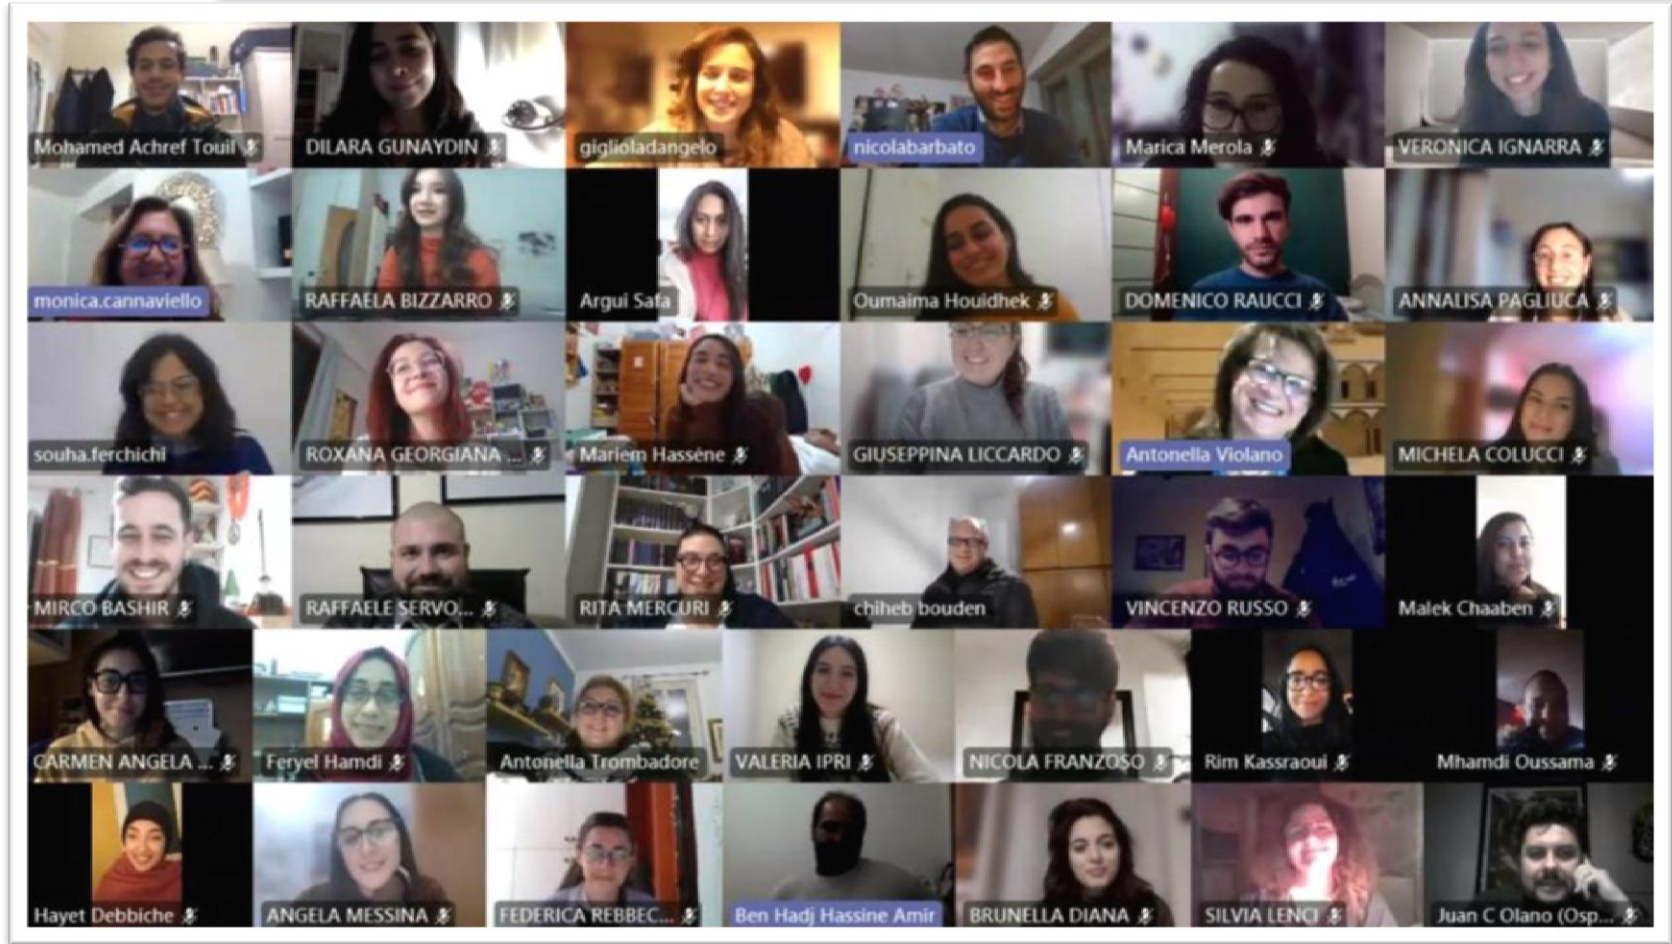 Mohamed Achref Touil
DILARA GUNAYDIN
giglioladangelo
nicolabarbato
Marica Merola
VERONICA IGNARRA
monica.cannaviello
RAFFAELA BIZZARRO
Argui Safa
Oumaima Houidhek
DOMENICO RAUCCI
ANNALISA PAGLIUCA
souha.ferchichi
ROXANA GEORGIANA ...
Mariem Hassène
GIUSEPPINA LICCARDO
Antonella Violano
MICHELA COLUCCI
MIRCO BASHIR
RAFFAELE SERVO...
RITA MERCURI
chiheb bouden
VINCENZO RUSSO
Malek Chaaben
CARMEN ANGELA ...
Feryel Hamdi
Antonella Trombadore
VALERIA IPRI
NICOLA FRANZOSO
Rim Kassraoui
Mhamdi Oussama
Hayet Debbiche
ANGELA MESSINA
FEDERICA REBBEC...
Ben Hadj Hassine Amir
BRUNELLA DIANA
SILVIA LENCI
Juan C Olano (Osp...